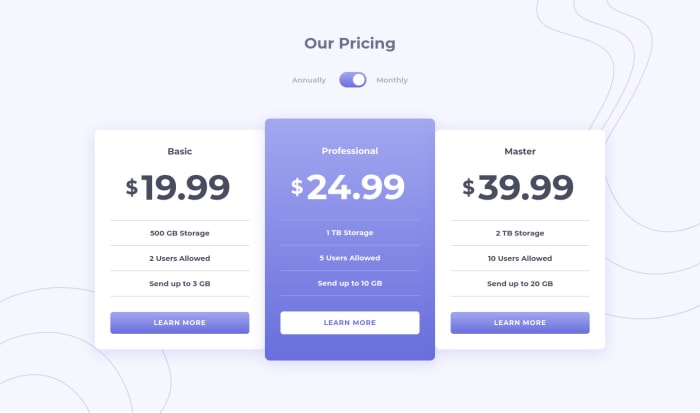 Our Pricing
Annually Monthly
Basic
$19.99
500 GB Storage
2 Users Allowed
Send up to 3 GB
LEARN MORE
Professional
$24.99
1 TB Storage
5 Users Allowed
Send up to 10 GB
LEARN MORE
Master
$39.99
2 TB Storage
10 Users Allowed
Send up to 20 GB
LEARN MORE